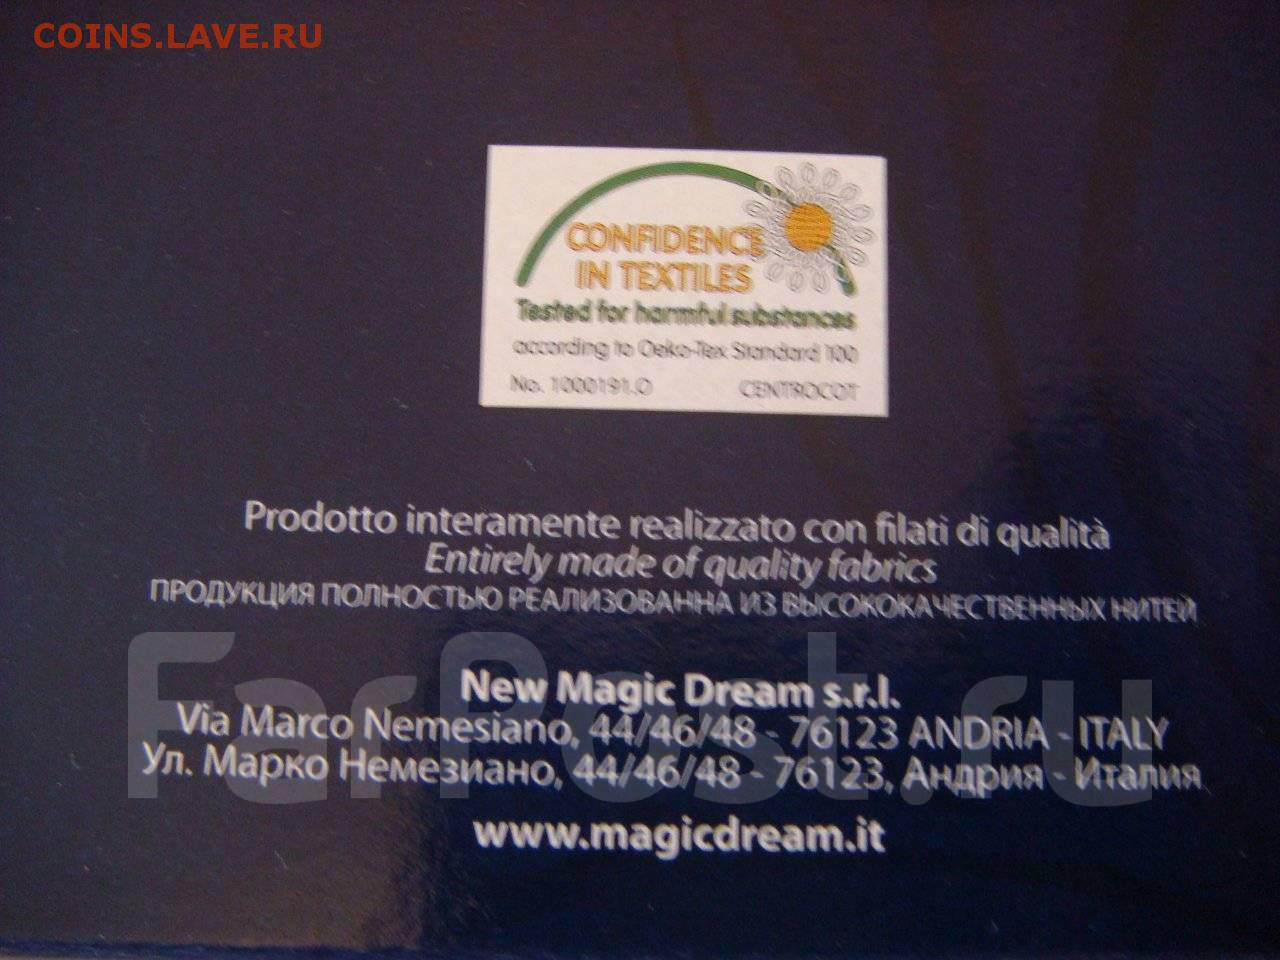 COINS.LAVE.RU
CONFIDENCE
IN TEXTILES
Tested for harmful substances
according to Oeko-Tex Standard 100
No. 1000191.O CENTROCOT
Prodotto interamente realizzato con filati di qualità
Entirely made of quality fabrics
ПРОДУКЦИЯ ПОЛНОСТЬЮ РЕАЛИЗОВАННА ИЗ ВЫСОКОКАЧЕСТВЕННЫХ НИТЕЙ
FarPost.ru
New Magic Dream s.r.l.
Via Marco Nemesiano, 44/46/48 - 76123 ANDRIA - ITALY
Ул. Марко Немезиано, 44/46/48 - 76123, Андрия - Италия
www.magicdream.it